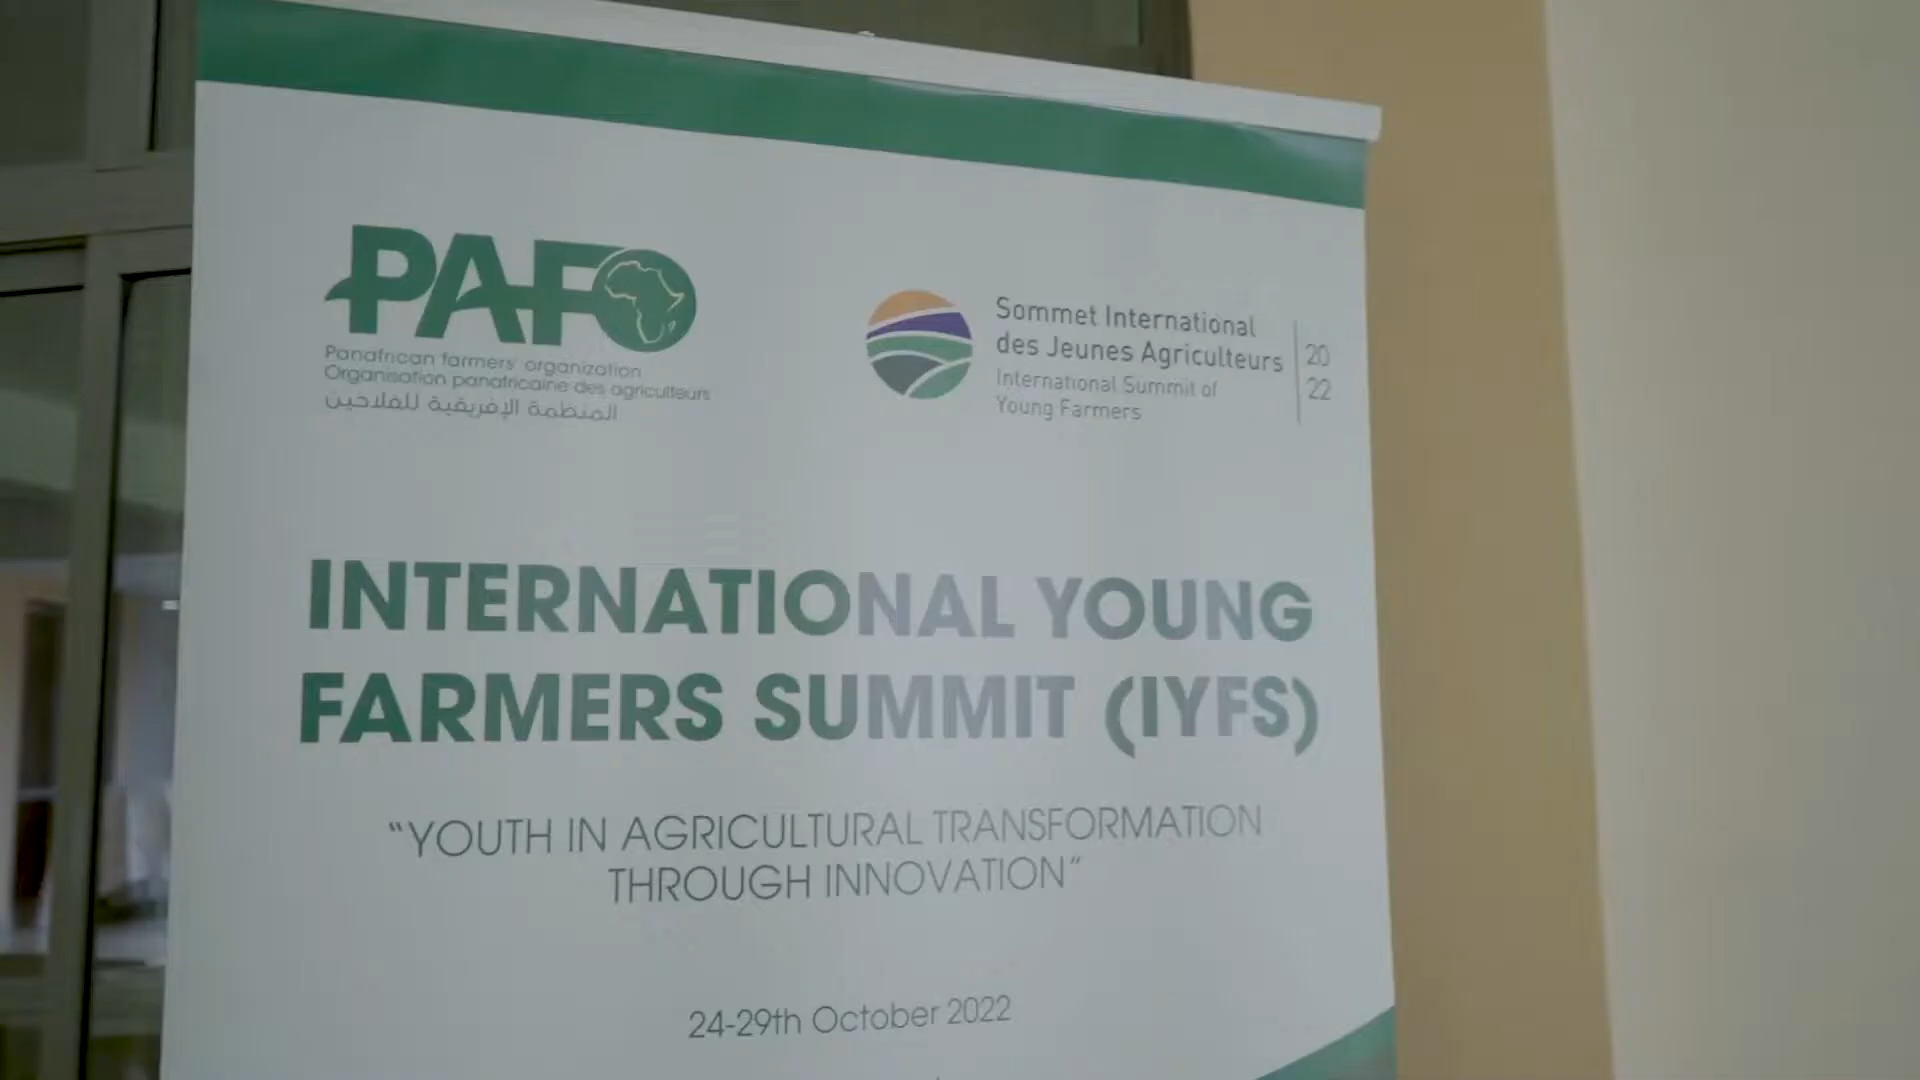 PAFO
Panafrican farmers' organization
Organisation panafricaine des agriculteurs
المنظمة الإفريقية للفلاحين
Sommet International
des Jeunes Agriculteurs
International Summit of
Young Farmers
20
22
INTERNATIONAL YOUNG
FARMERS SUMMIT (IYFS)
“YOUTH IN AGRICULTURAL TRANSFORMATION
THROUGH INNOVATION”
24-29th October 2022